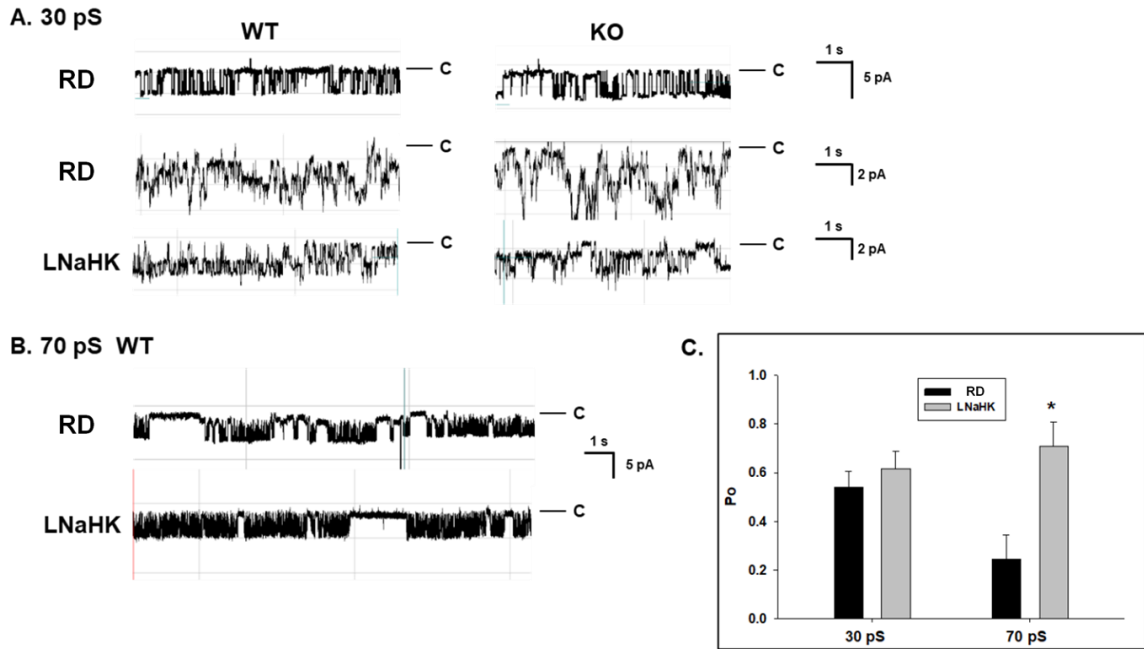 A. 30 pS
WT
KO
RD
C
C
1 s
5 pA
RD
C
C
1 s
2 pA
LNaHK
C
C
1 s
2 pA
B. 70 pS WT
RD
C
1 s
5 pA
LNaHK
C
C.
1.0
0.8
0.6
0.4
0.2
0.0
Po
RD
LNaHK
*
30 pS
70 pS